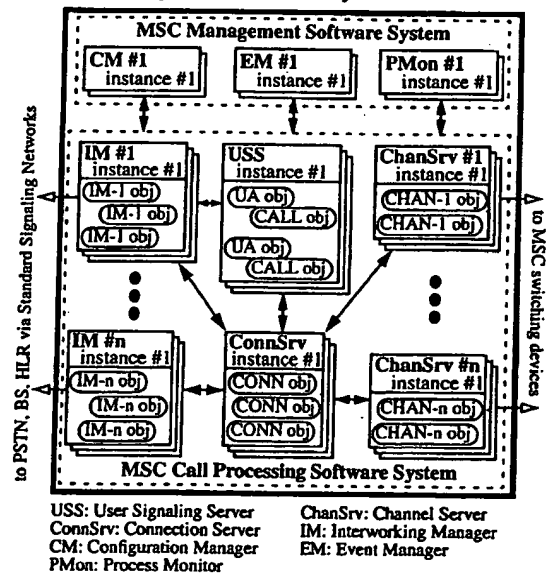 MSC Management Software System
CM #1
instance #1
EM #1
instance #1
PMon #1
instance #1
IM #1
instance #1
IM-1 obj
IM-1 obj
IM-1 obj
USS
instance #1
UA obj
CALL obj
UA obj
CALL obj
ChanSrv #1
instance #1
CHAN-1 obj
CHAN-1 obj
to PSTN, BS, HLR via Standard Signaling Networks
to MSC switching devices
IM #n
instance #1
IM-n obj
IM-n obj
IM-n obj
ConnSrv
instance #1
CONN obj
CONN obj
CONN obj
ChanSrv #n
instance #1
CHAN-n obj
CHAN-n obj
MSC Call Processing Software System
USS: User Signaling Server
ChanSrv: Channel Server
ConnSrv: Connection Server
IM: Interworking Manager
CM: Configuration Manager
EM: Event Manager
PMon: Process Monitor